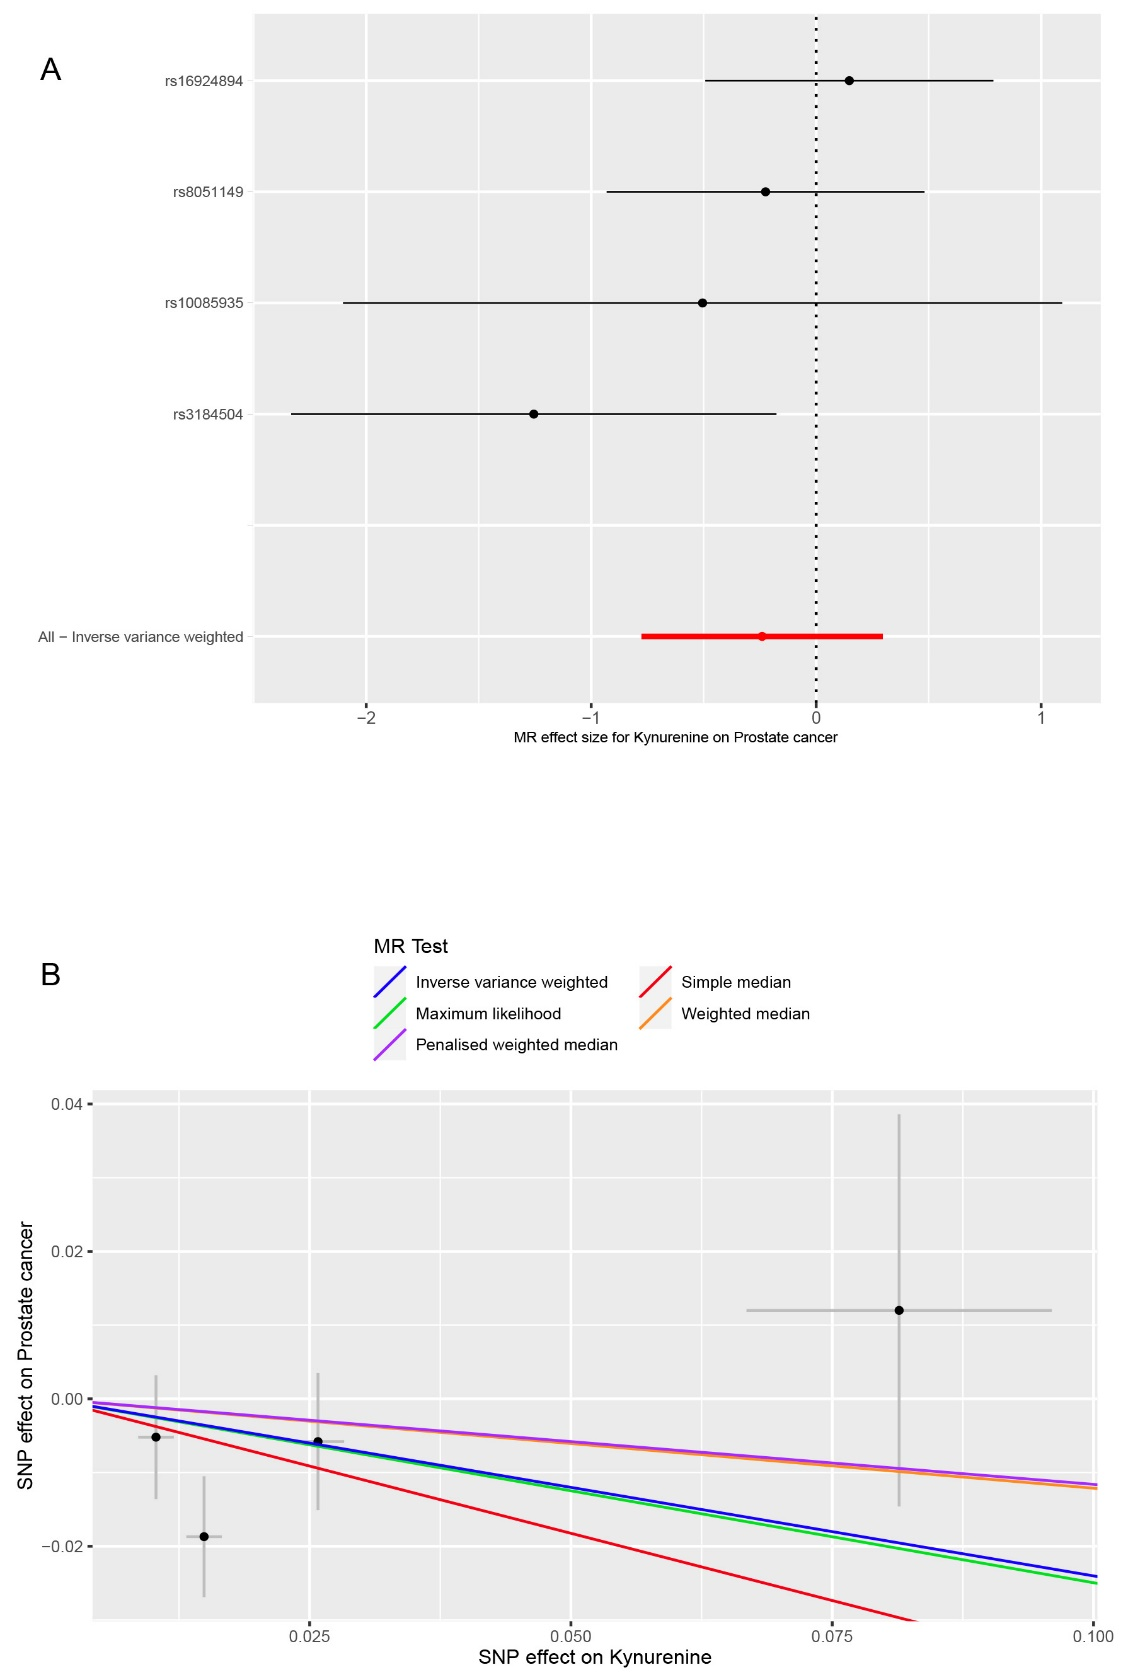 A
rs16924894
rs8051149
rs10085935
rs3184504
All − Inverse variance weighted
−2 −1 0 1
MR effect size for Kynurenine on Prostate cancer
B
MR Test
Inverse variance weighted Simple median
Maximum likelihood Weighted median
Penalised weighted median
0.04
0.02
0.00
−0.02
SNP effect on Prostate cancer
0.025 0.050 0.075 0.100
SNP effect on Kynurenine